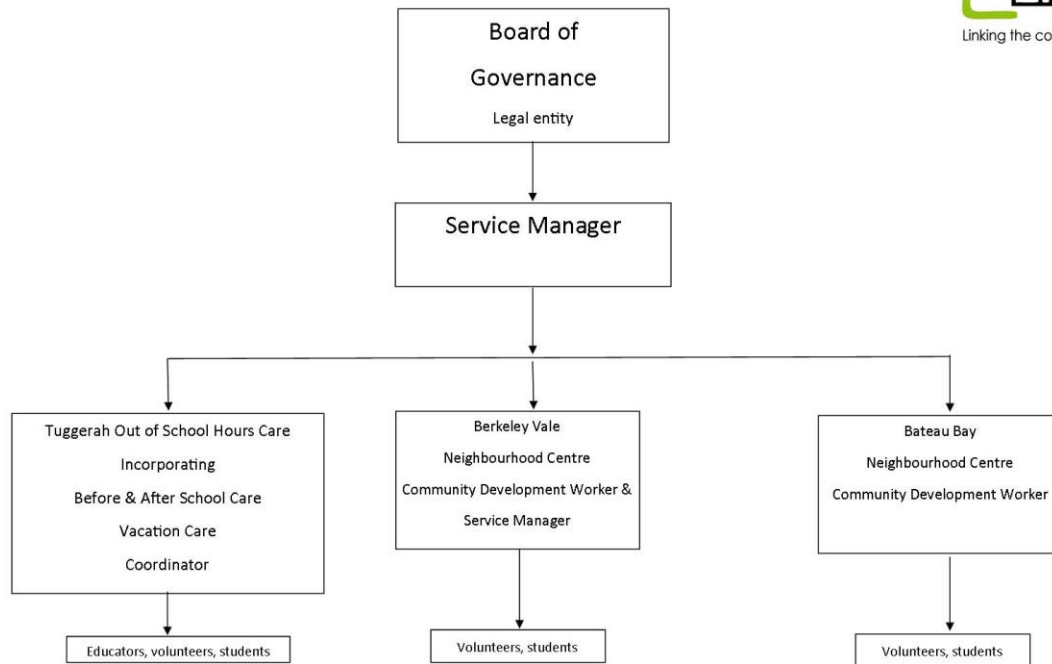 Linking the
Board of
Governance
Legal entity
Service Manager
Tuggerah Out of School Hours Care
Incorporating
Before & After School Care
Vacation Care
Coordinator
Berkeley Vale
Neighbourhood Centre
Community Development Worker &
Service Manager
Bateau Bay
Neighbourhood Centre
Community Development Worker
Educators, volunteers, students
Volunteers, students
Volunteers, students